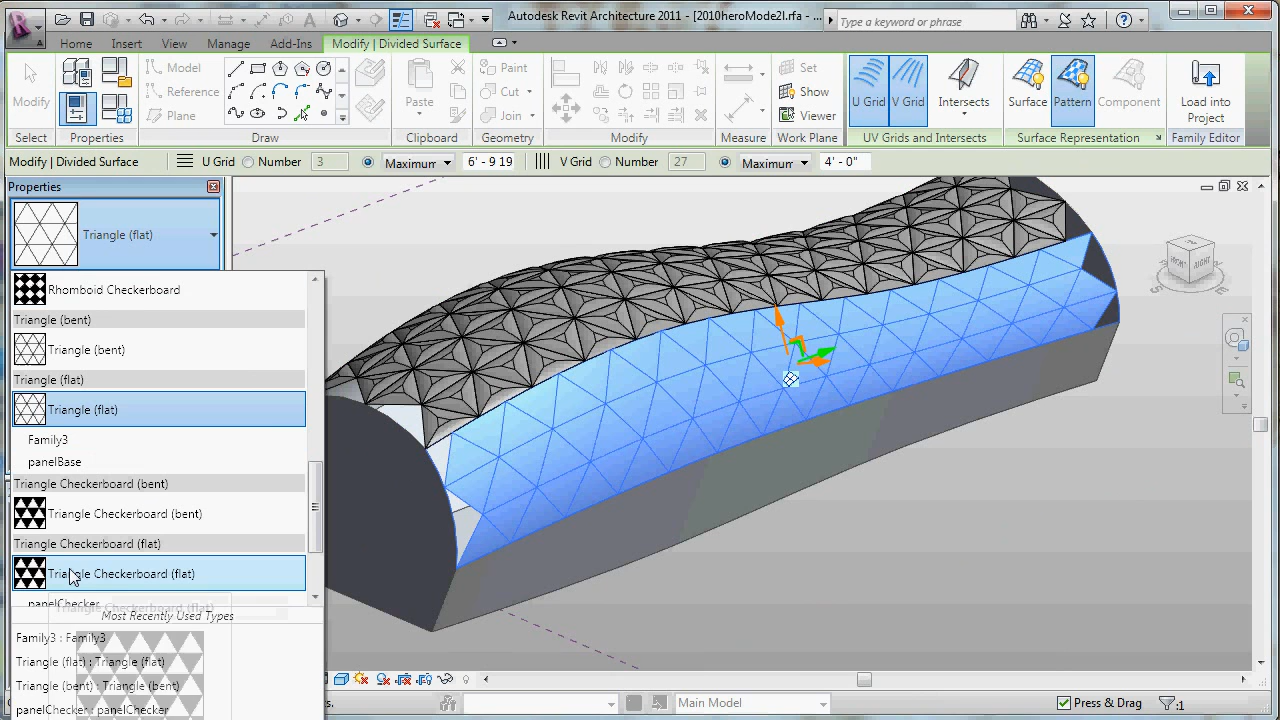 Autodesk Revit Architecture 2011 - [2010heroMode2l.rfa - ...
Type a keyword or phrase
Home Insert View Manage Add-Ins Modify | Divided Surface
Modify
Model
Reference
Plane
Paste
Paint
Cut
Join
Set
Show
Viewer
U Grid V Grid Intersects
Surface Pattern Component
Load into Project
Select Properties Draw Clipboard Geometry Modify Measure Work Plane UV Grids and Intersects Surface Representation Family Editor
Modify | Divided Surface U Grid Number 3 Maximum 6' - 9 19 V Grid Number 27 Maximum 4' - 0"
Properties
Triangle (flat)
Rhomboid Checkerboard
Triangle (bent)
Triangle (bent)
Triangle (flat)
Triangle (flat)
Family3
panelBase
Triangle Checkerboard (bent)
Triangle Checkerboard (bent)
Triangle Checkerboard (flat)
Triangle Checkerboard (flat)
panelChecker
Triangle Checkerboard (flat)
Most Recently Used Types
Family3 : Family3
Triangle (flat) : Triangle (flat)
Triangle (bent) : Triangle (bent)
panelChecker : panelChecker
FRONT RIGHT
S E
Main Model
Press & Drag
:1